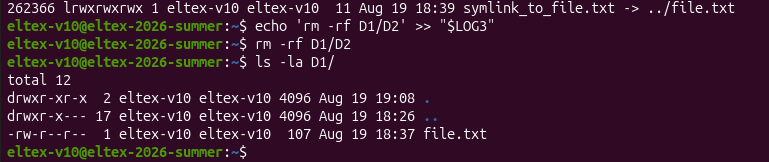 262366 lrwxrwxrwx 1 eltex-v10 eltex-v10  11 Aug 19 18:39 symlink_to_file.txt -> ../file.txt
eltex-v10@eltex-2026-summer:~$ echo 'rm -rf D1/D2' >> "$LOG3"
eltex-v10@eltex-2026-summer:~$ rm -rf D1/D2
eltex-v10@eltex-2026-summer:~$ ls -la D1/
total 12
drwxr-xr-x  2 eltex-v10 eltex-v10 4096 Aug 19 19:08 .
drwxr-x--- 17 eltex-v10 eltex-v10 4096 Aug 19 18:26 ..
-rw-r--r--  1 eltex-v10 eltex-v10  107 Aug 19 18:37 file.txt
eltex-v10@eltex-2026-summer:~$